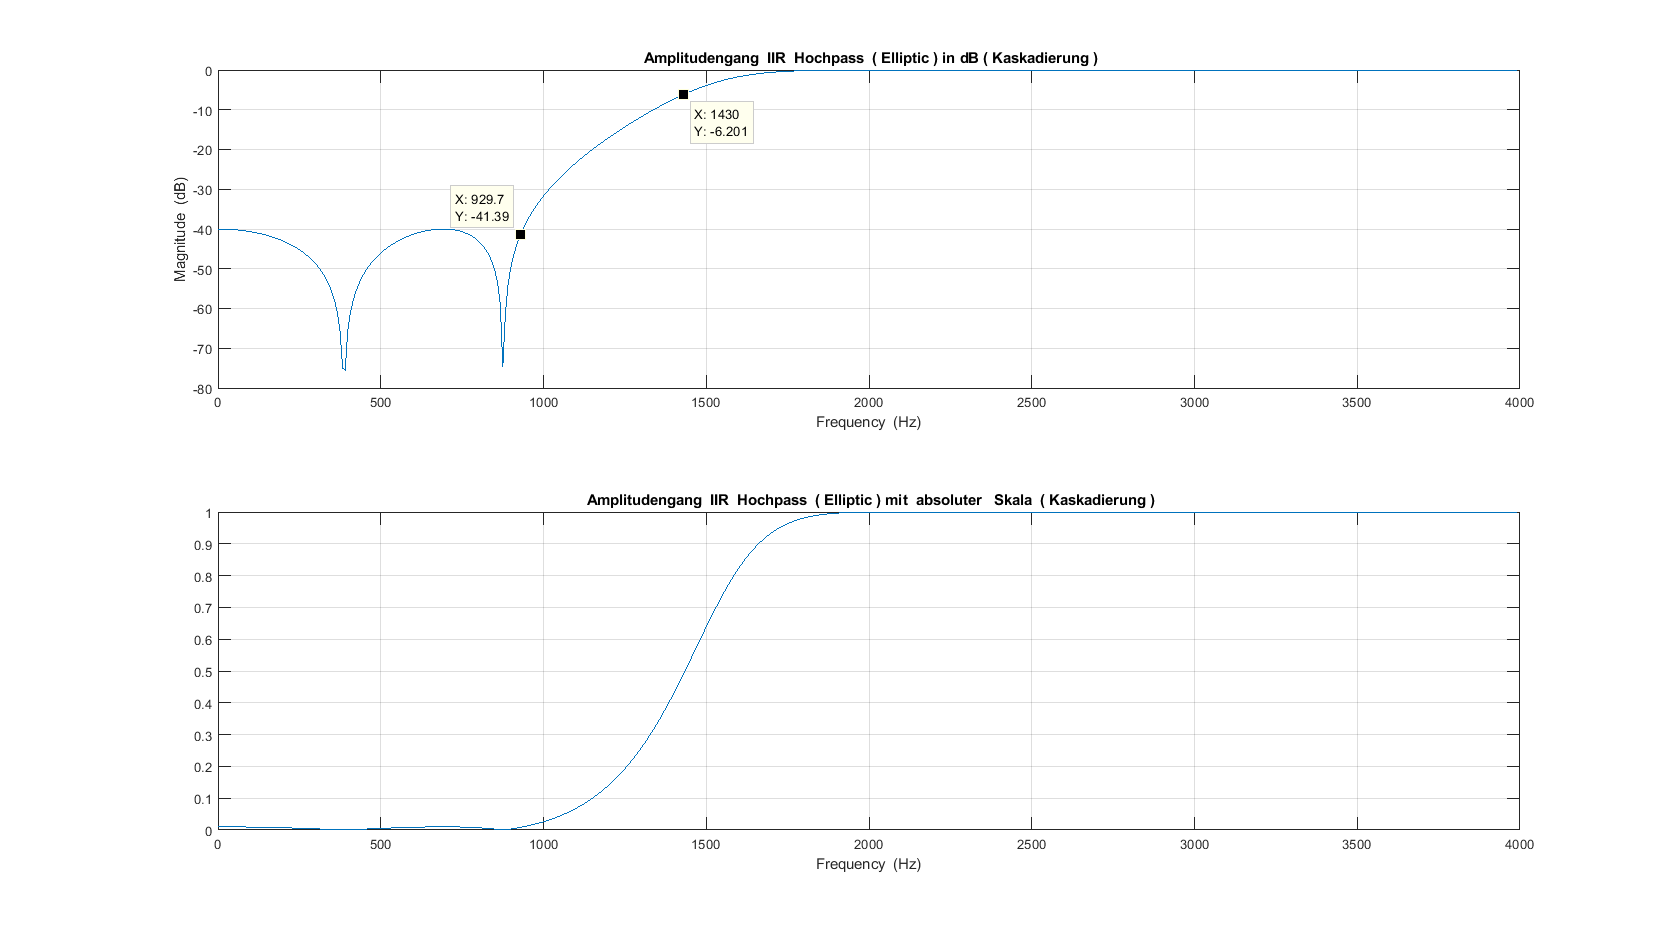 Amplitudengang IIR Hochpass ( Elliptic ) in dB ( Kaskadierung )
0
-10
-20
-30
-40
-50
-60
-70
-80
Magnitude (dB)
X: 1430
Y: -6.201
X: 929.7
Y: -41.39
0 500 1000 1500 2000 2500 3000 3500 4000
Frequency (Hz)
Amplitudengang IIR Hochpass ( Elliptic ) mit absoluter Skala ( Kaskadierung )
1
0.9
0.8
0.7
0.6
0.5
0.4
0.3
0.2
0.1
0
0 500 1000 1500 2000 2500 3000 3500 4000
Frequency (Hz)